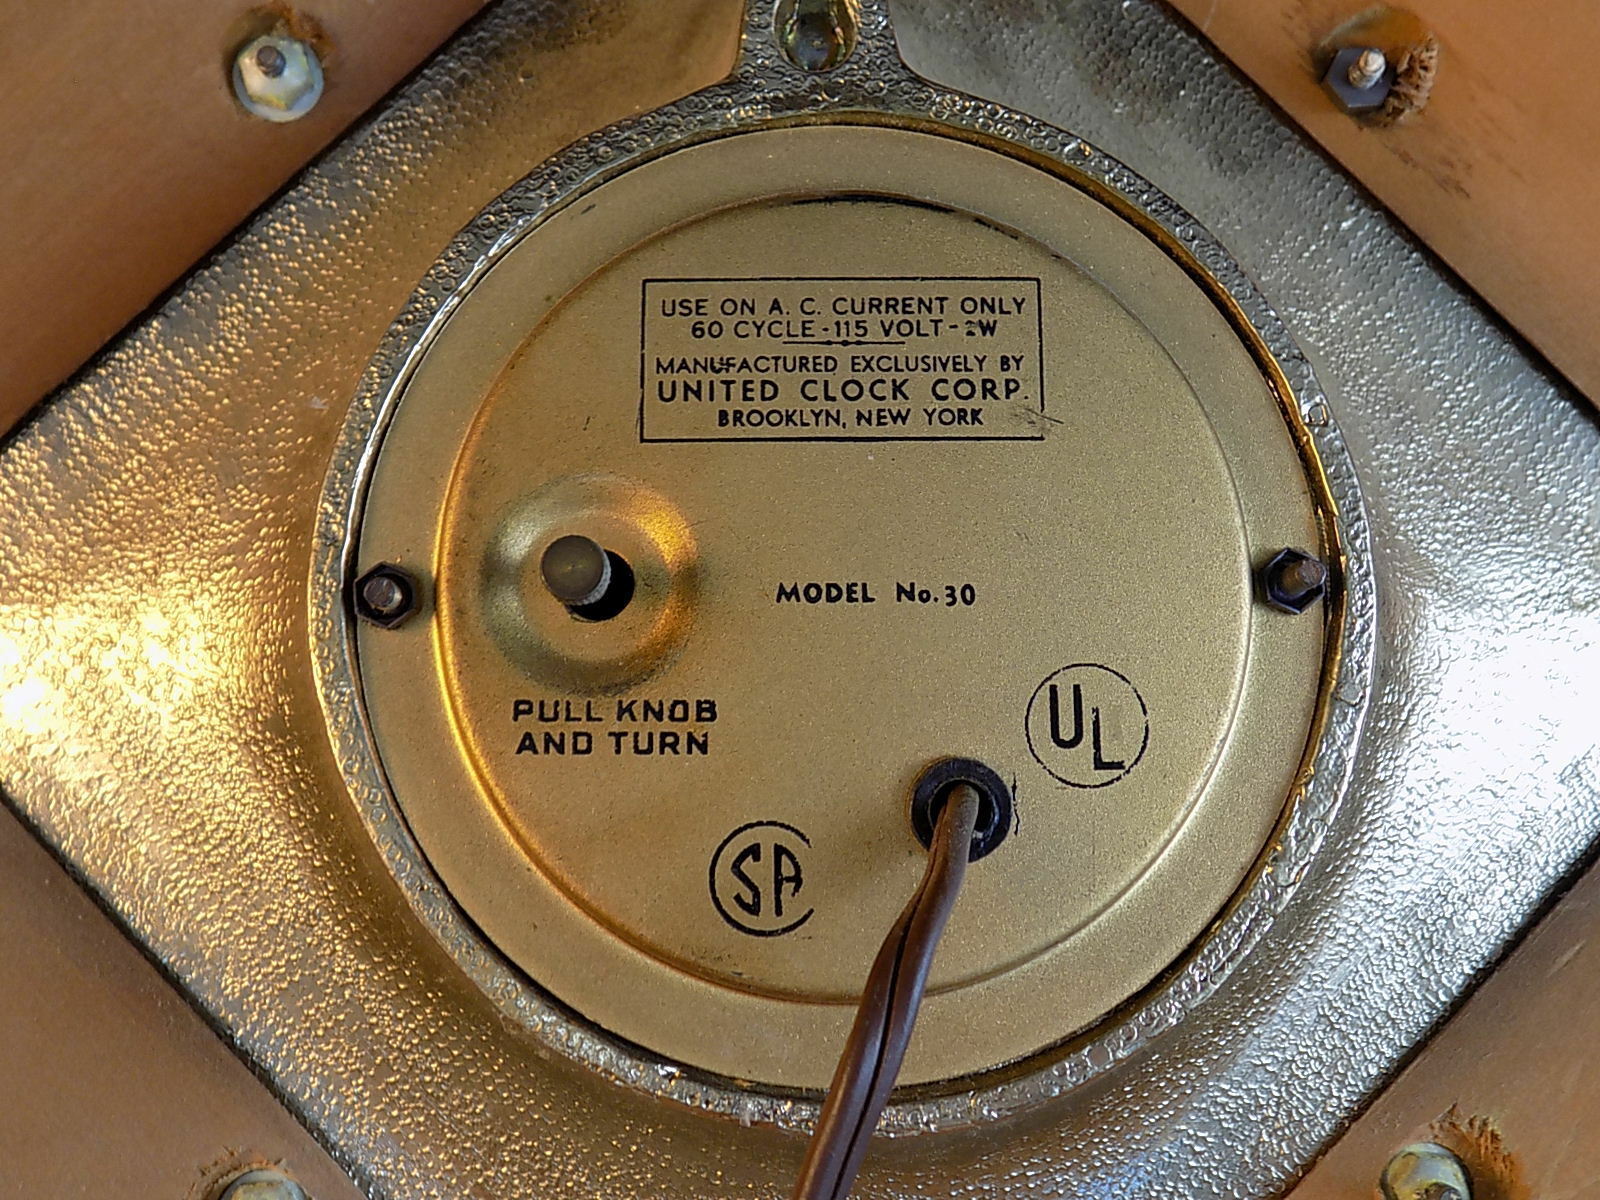 USE ON A. C. CURRENT ONLY
60 CYCLE - 115 VOLT - 2W
MANUFACTURED EXCLUSIVELY BY
UNITED CLOCK CORP.
BROOKLYN, NEW YORK
MODEL No. 30
PULL KNOB
AND TURN
UL
SA